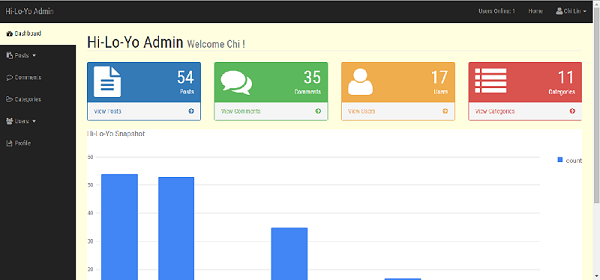 Hi-Lo-Yo Admin
Users Online: 1
Home
Chi Lin
Dashboard
Posts
Comments
Categories
Users
Profile
Hi-Lo-Yo Admin Welcome Chi !
54
Posts
View Posts
35
Comments
View Comments
17
Users
View Users
11
Categories
View Categories
Hi-Lo-Yo Snapshot
60
50
40
30
20
count